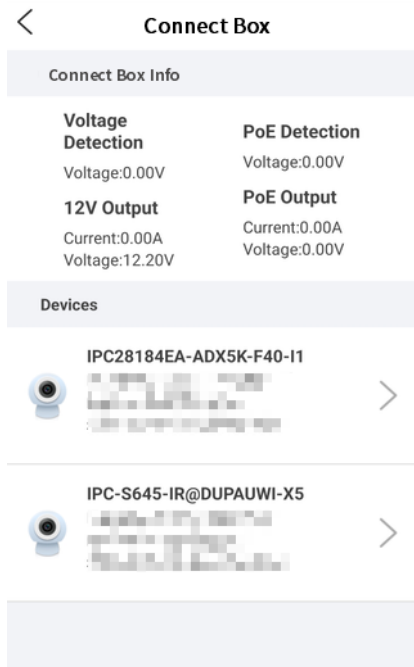 Connect Box
Connect Box Info
Voltage
Detection
Voltage:0.00V
12V Output
Current:0.00A
Voltage:12.20V
PoE Detection
Voltage:0.00V
PoE Output
Current:0.00A
Voltage:0.00V
Devices
IPC28184EA-ADX5K-F40-I1
IPC-S645-IR@DUPAUWI-X5